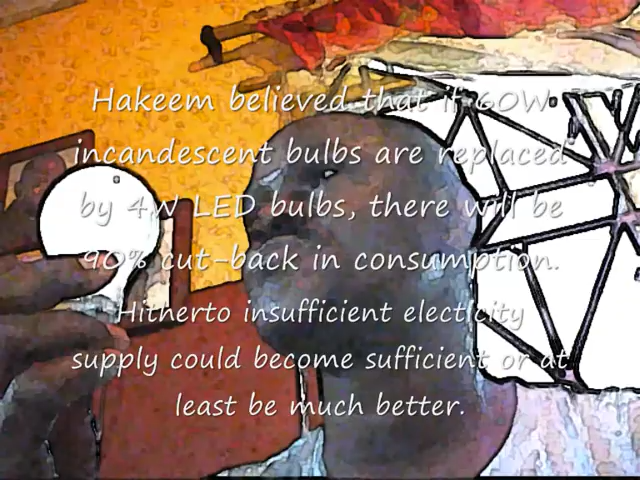 Hakeem believed that if 60W
incandescent bulbs are replaced
by 4W LED bulbs, there will be
90% cut-back in consumption.
Hitherto insufficient electicity
supply could become sufficient or at
least be much better.